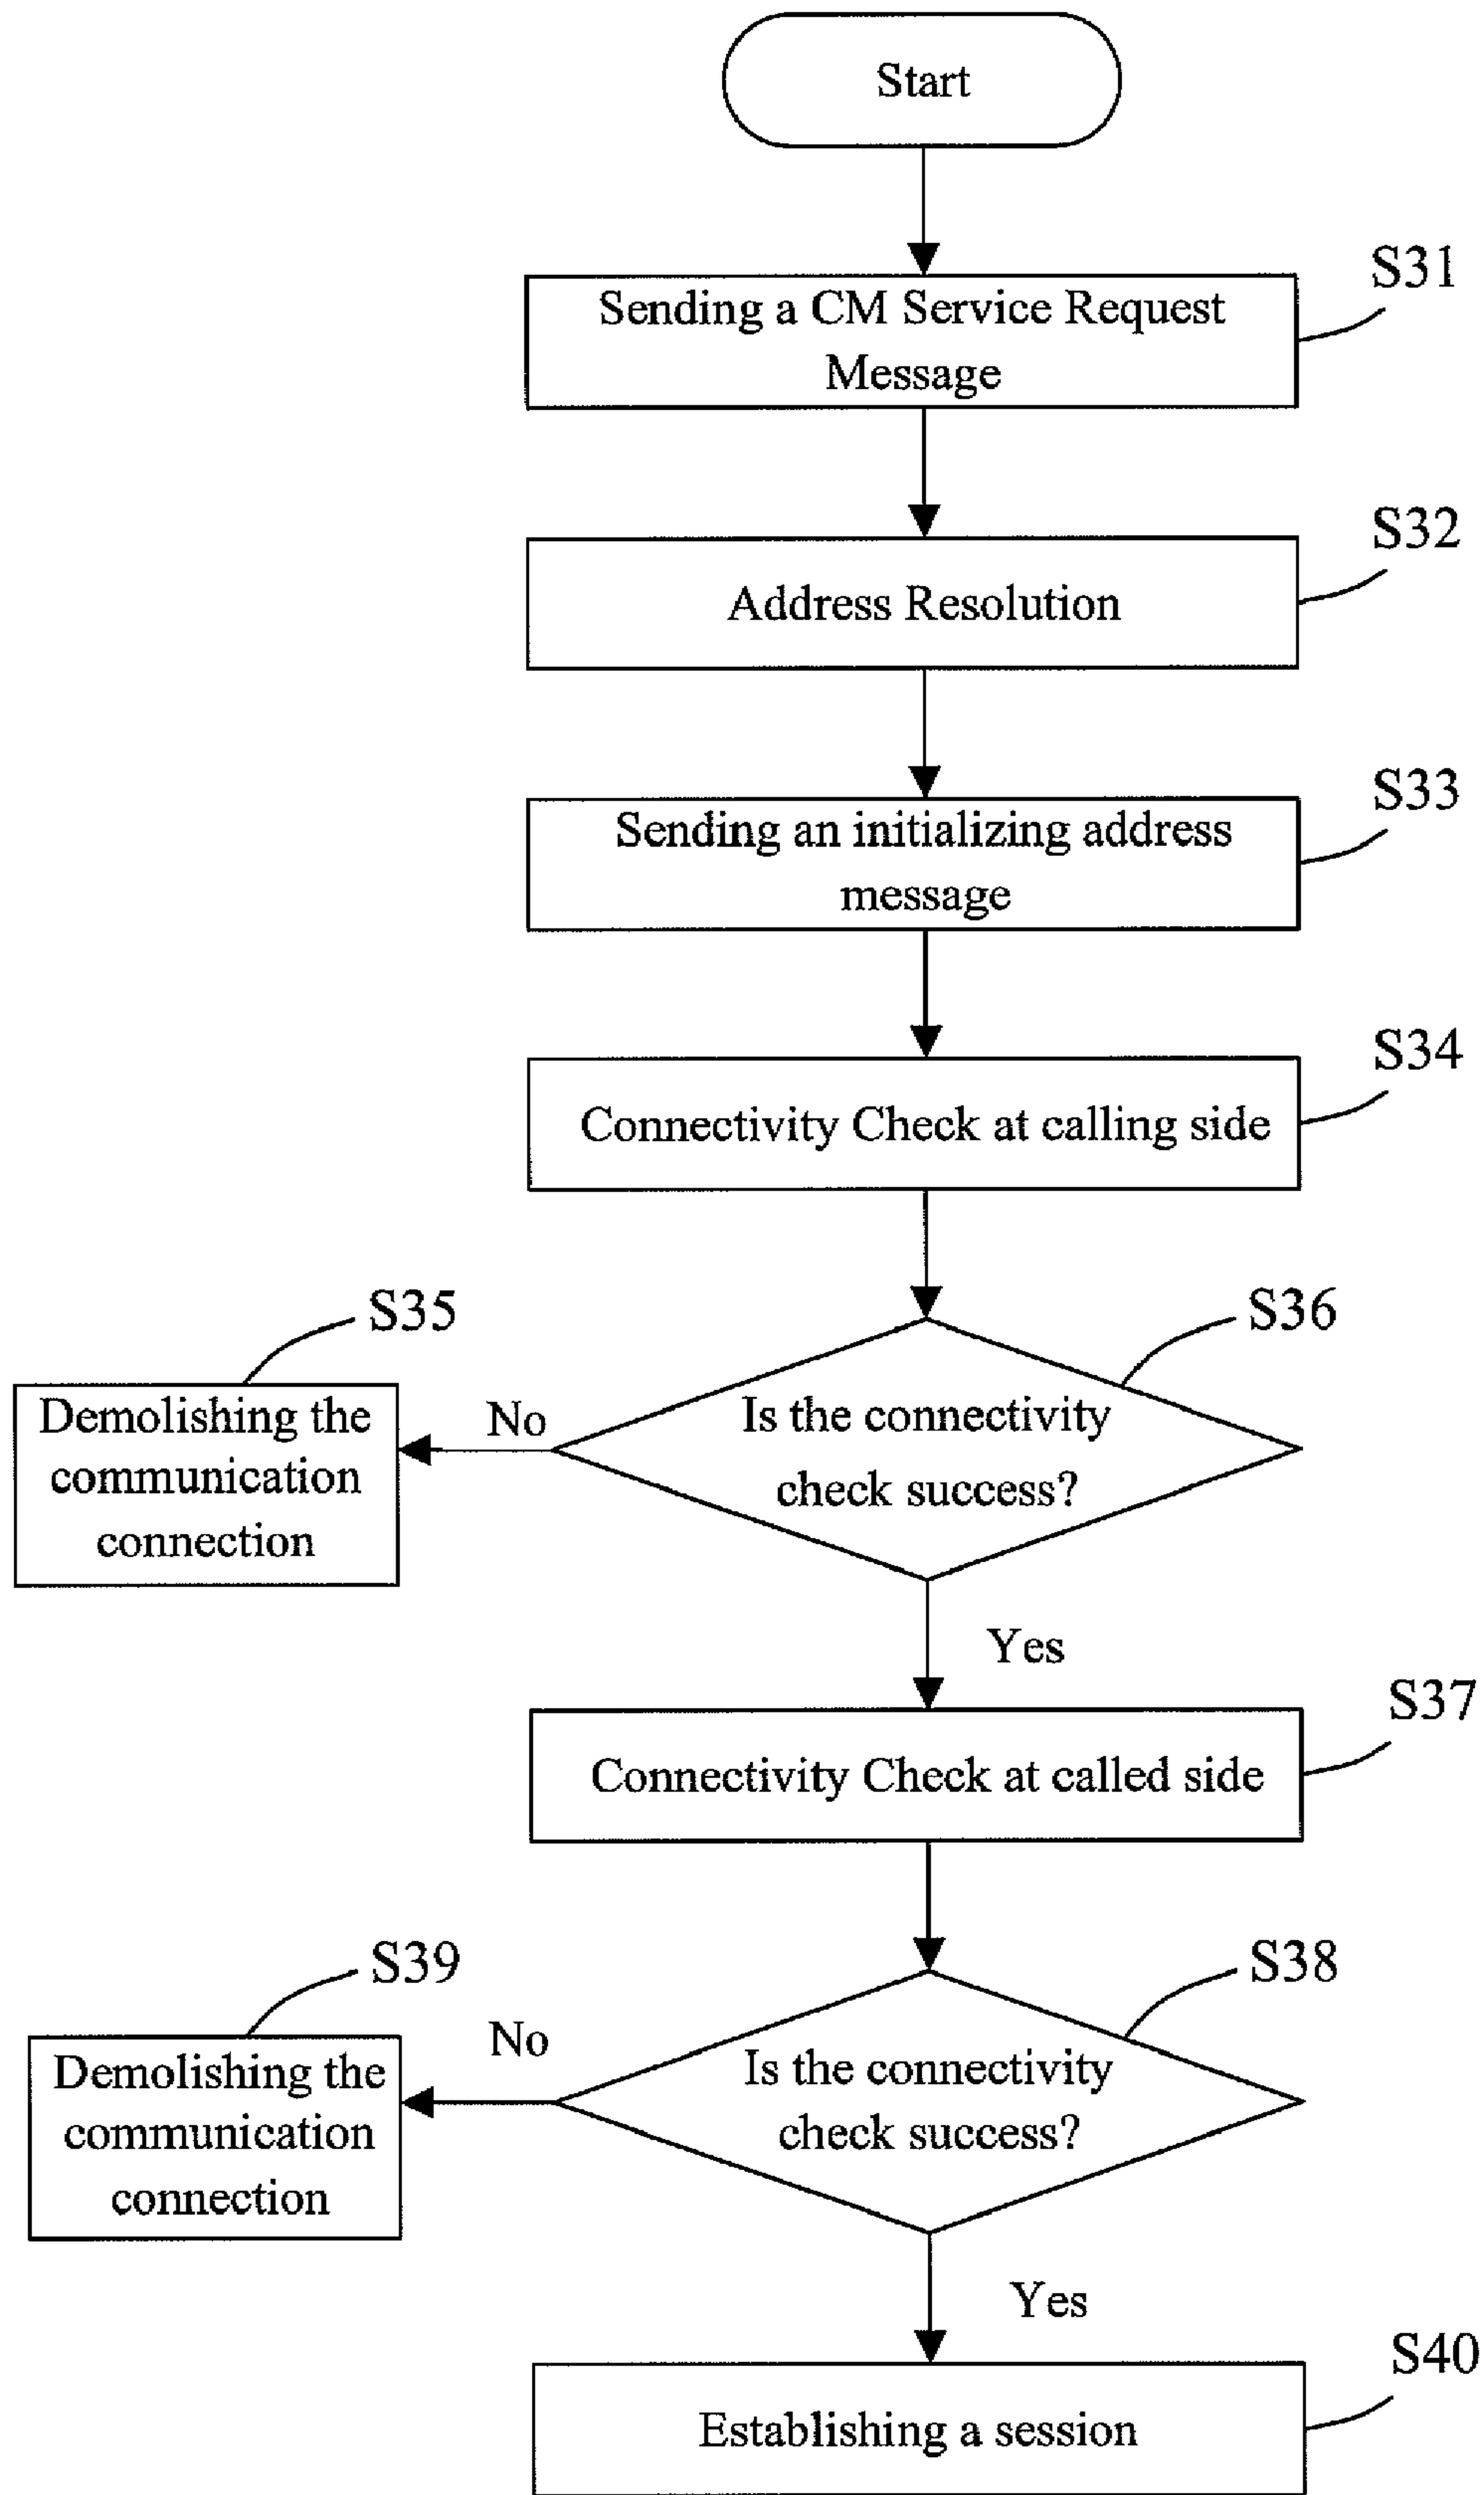 Start
S31
Sending a CM Service Request
Message
S32
Address Resolution
S33
Sending an initializing address
message
S34
Connectivity Check at calling side
S35
S36
Demolishing the
communication
connection
No
Is the connectivity
check success?
Yes
S37
Connectivity Check at called side
S39
S38
Demolishing the
communication
connection
No
Is the connectivity
check success?
Yes
S40
Establishing a session